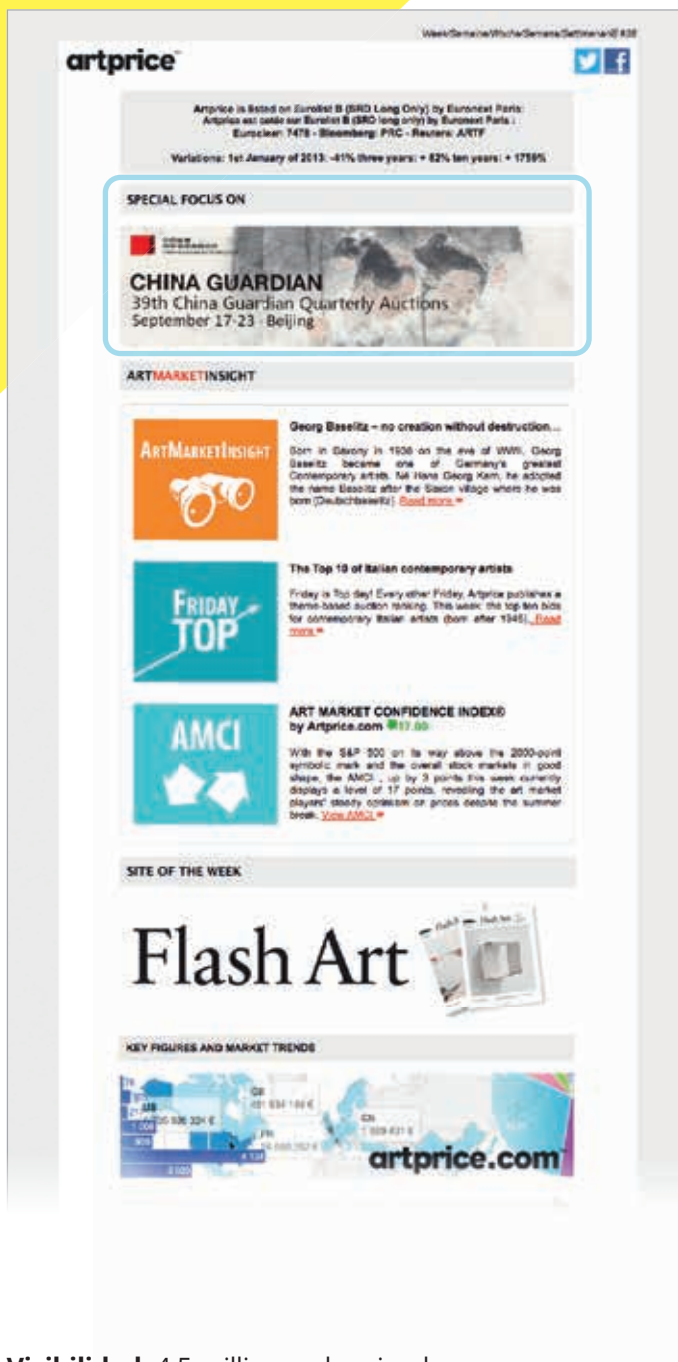 artprice
Artprice is listed on Eurolist B (SRD Long Only) by Euronext Paris:
Artprice est cotée sur Eurolist B (SRD long only) by Euronext Paris :
Euroclear: 7478 - Bloomberg: PRC - Reuters: ARTF
Variations: 1st January of 2013: -41% three years: + 82% ten years: + 1759%
SPECIAL FOCUS ON
CHINA GUARDIAN
39th China Guardian Quarterly Auctions
September 17-23 · Beijing
ARTMARKETINSIGHT
ARTMARKETINSIGHT
Georg Baselitz – no creation without destruction...
Born in Saxony in 1938 on the eve of WWII, Georg
Baselitz became one of Germany's greatest
Contemporary artists. Né Hans Georg Kern, he adopted
the name Baselitz after the Saxon village where he was
born (Deutschbaselitz). Read more
FRIDAY
TOP
The Top 10 of Italian contemporary artists
Friday is Top day! Every other Friday, Artprice publishes a
theme-based auction ranking. This week: the top ten bids
for contemporary Italian artists (born after 1945). Read
more
AMCI
ART MARKET CONFIDENCE INDEX®
by Artprice.com 17.00
With the S&P 500 on its way above the 2000-point
symbolic mark and the overall stock markets in good
shape, the AMCI , up by 3 points this week currently
displays a level of 17 points, revealing the art market
players' steady optimism on prices despite the summer
break. View AMCI
SITE OF THE WEEK
Flash Art
KEY FIGURES AND MARKET TRENDS
artprice.com